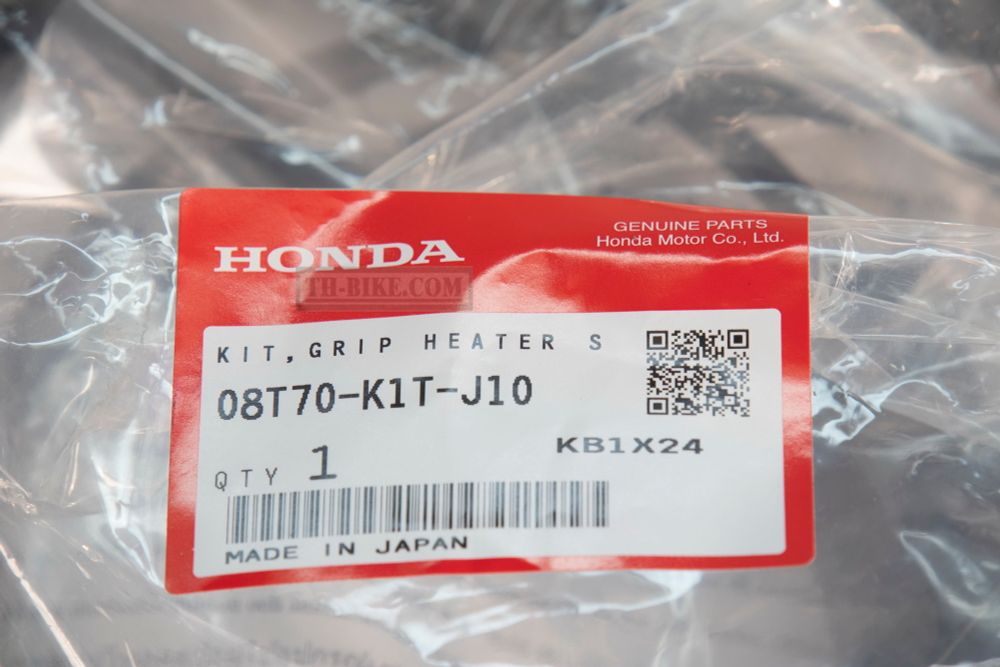 GENUINE PARTS
Honda Motor Co., Ltd.
HONDA
TH-BIKE.COM
KIT,GRIP HEATER S
08T70-K1T-J10
KB1X24
QTY 1
MADE IN JAPAN